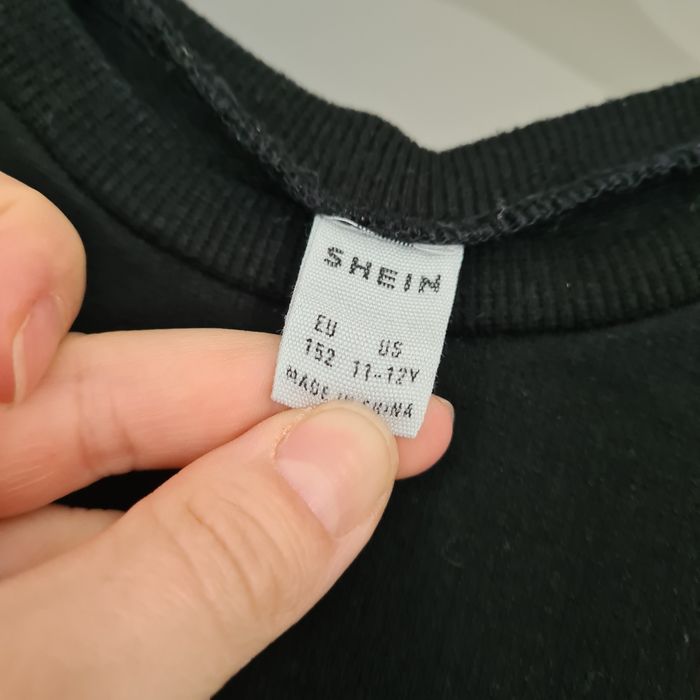 SHEIN
EU US
152 11-12Y
MADE IN CHINA